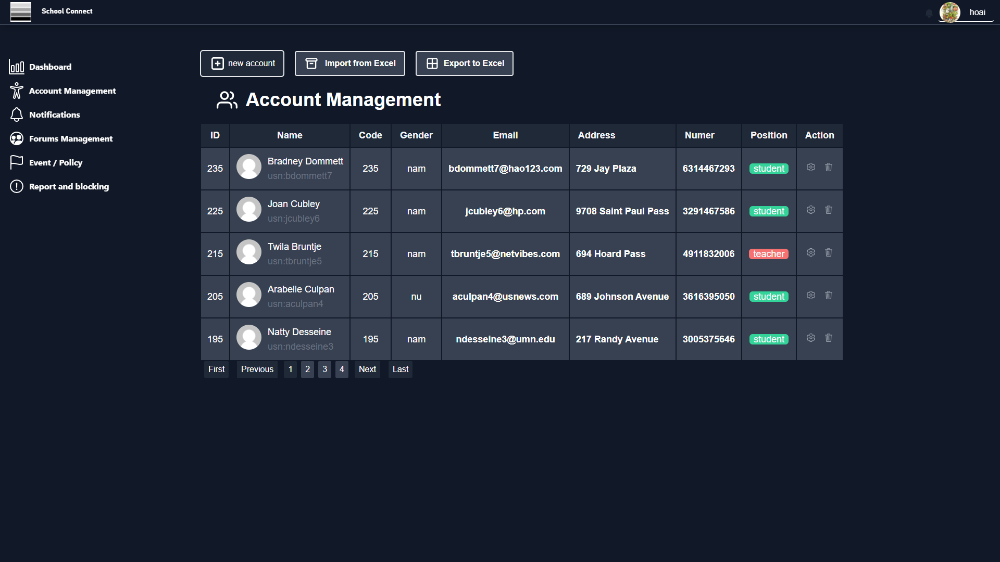 School Connect
hoai
Dashboard
Account Management
Notifications
Forums Management
Event / Policy
Report and blocking
new account
Import from Excel
Export to Excel
Account Management
ID Name Code Gender Email Address Numer Position Action
235 Bradney Dommett usn:bdommett7 235 nam bdommett7@hao123.com 729 Jay Plaza 6314467293 student
225 Joan Cubley usn:jcubley6 225 nam jcubley6@hp.com 9708 Saint Paul Pass 3291467586 student
215 Twila Bruntje usn:tbruntje5 215 nam tbruntje5@netvibes.com 694 Hoard Pass 4911832006 teacher
205 Arabelle Culpan usn:aculpan4 205 nu aculpan4@usnews.com 689 Johnson Avenue 3616395050 student
195 Natty Desseine usn:ndesseine3 195 nam ndesseine3@umn.edu 217 Randy Avenue 3005375646 student
First Previous 1 2 3 4 Next Last